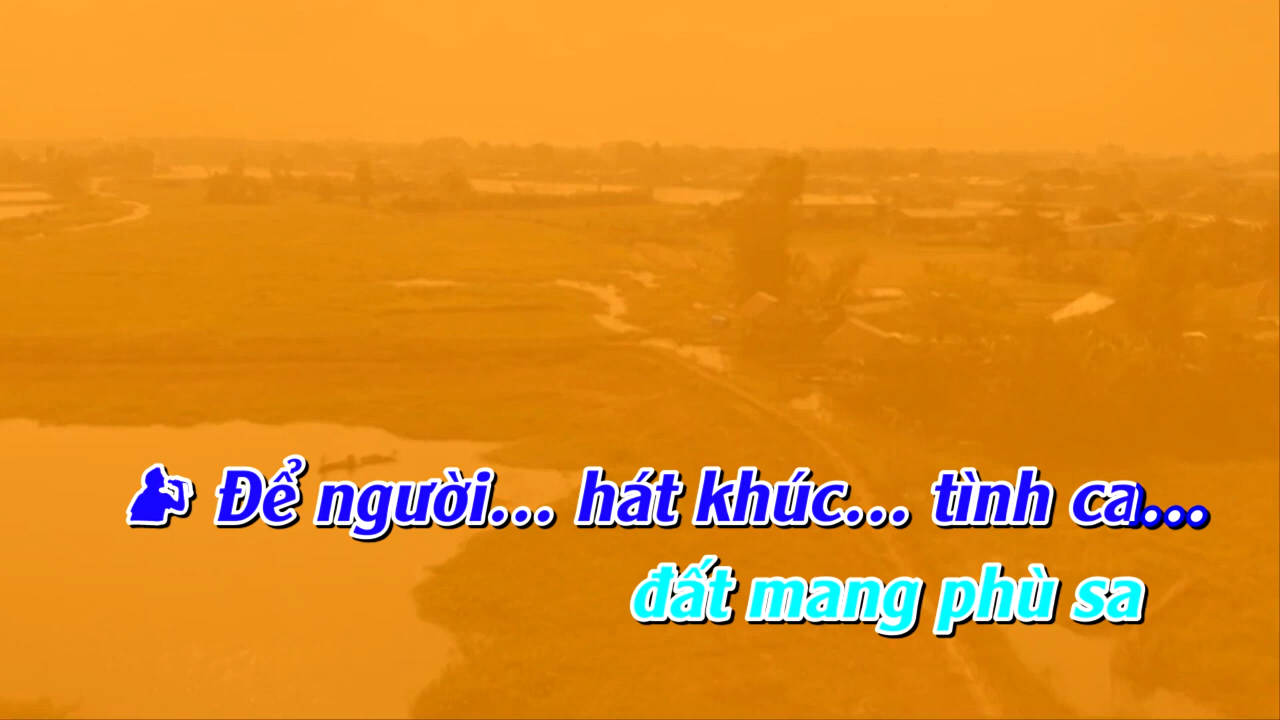 Để người... hát khúc... tình ca...
đất mang phù sa